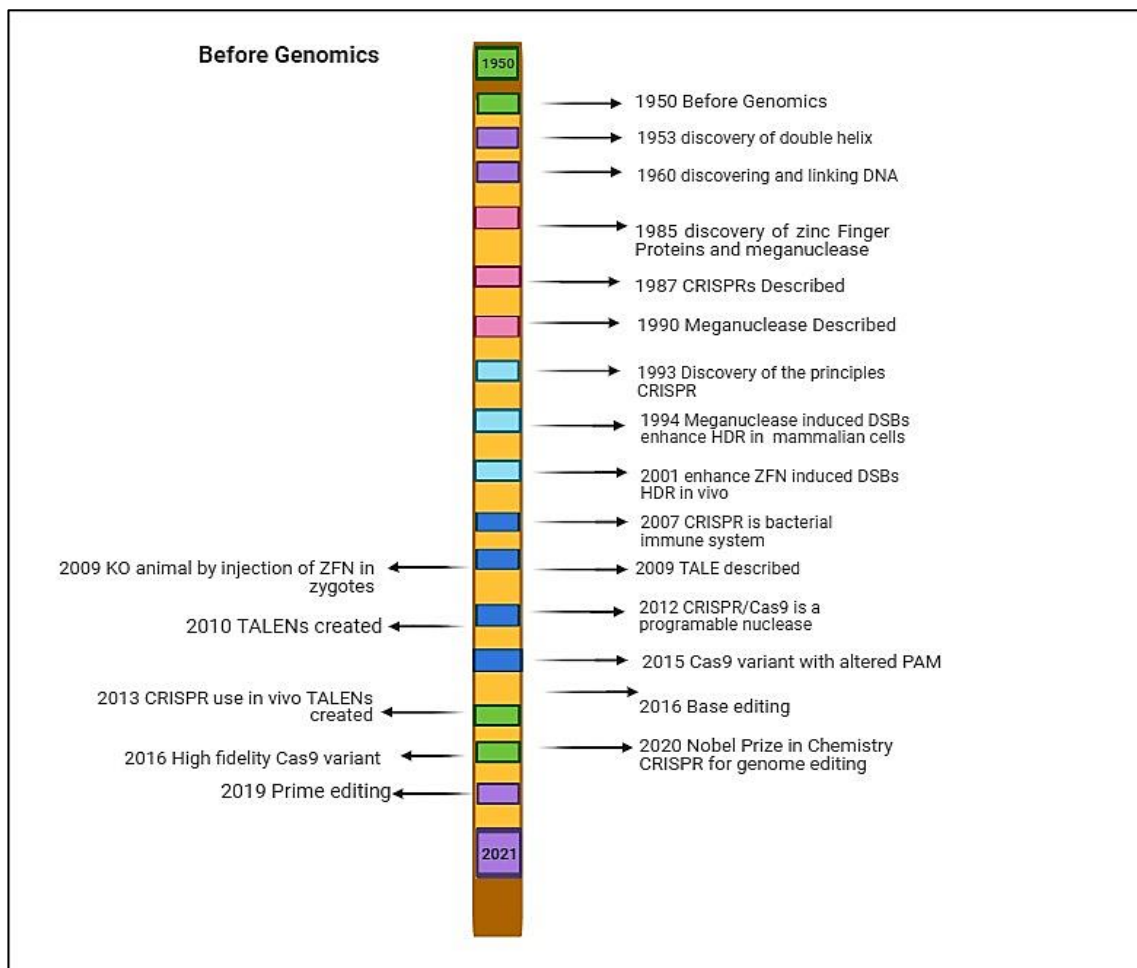 Before Genomics
1950
1950 Before Genomics
1953 discovery of double helix
1960 discovering and linking DNA
1985 discovery of zinc Finger
Proteins and meganuclease
1987 CRISPRs Described
1990 Meganuclease Described
1993 Discovery of the principles
CRISPR
1994 Meganuclease induced DSBs
enhance HDR in mammalian cells
2001 enhance ZFN induced DSBs
HDR in vivo
2007 CRISPR is bacterial
immune system
2009 KO animal by injection of ZFN in
zygotes
2009 TALE described
2010 TALENs created
2012 CRISPR/Cas9 is a
programable nuclease
2015 Cas9 variant with altered PAM
2013 CRISPR use in vivo TALENs
created
2016 Base editing
2016 High fidelity Cas9 variant
2020 Nobel Prize in Chemistry
CRISPR for genome editing
2019 Prime editing
2021